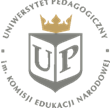 UNIWERSYTET PEDAGOGICZNY
UP
im. KOMISJI EDUKACJI NARODOWEJ